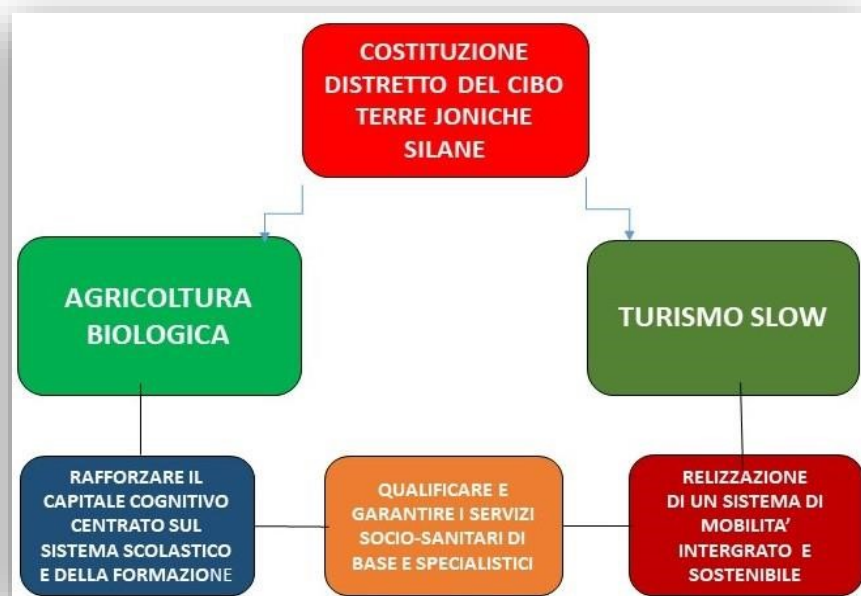 COSTITUZIONE
DISTRETTO DEL CIBO
TERRE JONICHE
SILANE
AGRICOLTURA
BIOLOGICA
TURISMO SLOW
RAFFORZARE IL
CAPITALE COGNITIVO
CENTRATO SUL
SISTEMA SCOLASTICO
E DELLA FORMAZIONE
QUALIFICARE E
GARANTIRE I SERVIZI
SOCIO-SANITARI DI
BASE E SPECIALISTICI
RELIZZAZIONE
DI UN SISTEMA DI
MOBILITA’
INTERGRATO E
SOSTENIBILE